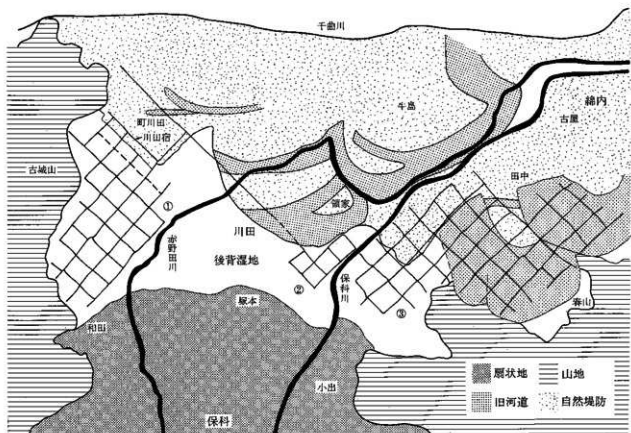 千曲川
牛島
綿内
古屋
町川田
川田宿
古城山
田中
領家
①
川田
赤野田川
後背湿地
保科川
②
③
春山
塚本
和田
小出
保科
扇状地
山地
旧河道
自然堤防